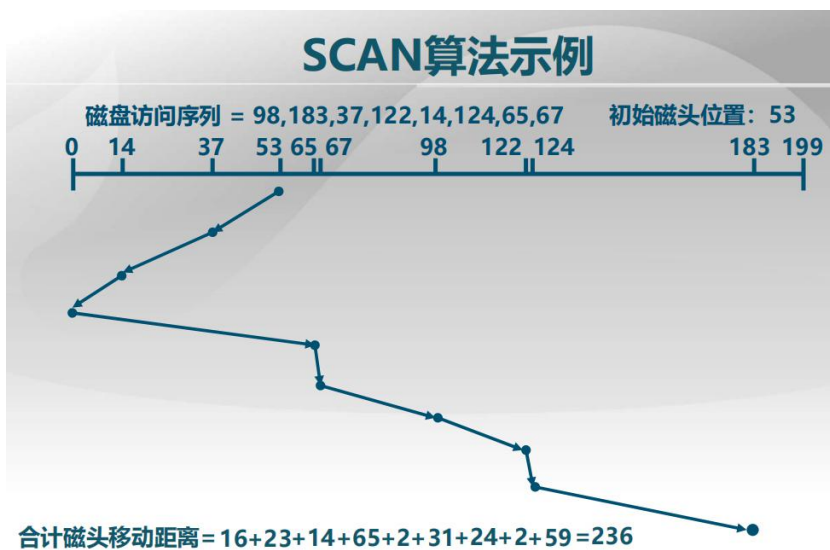 SCAN算法示例
磁盘访问序列 = 98,183,37,122,14,124,65,67 初始磁头位置：53
0 14 37 53 65 67 98 122 124 183 199
合计磁头移动距离=16+23+14+65+2+31+24+2+59=236